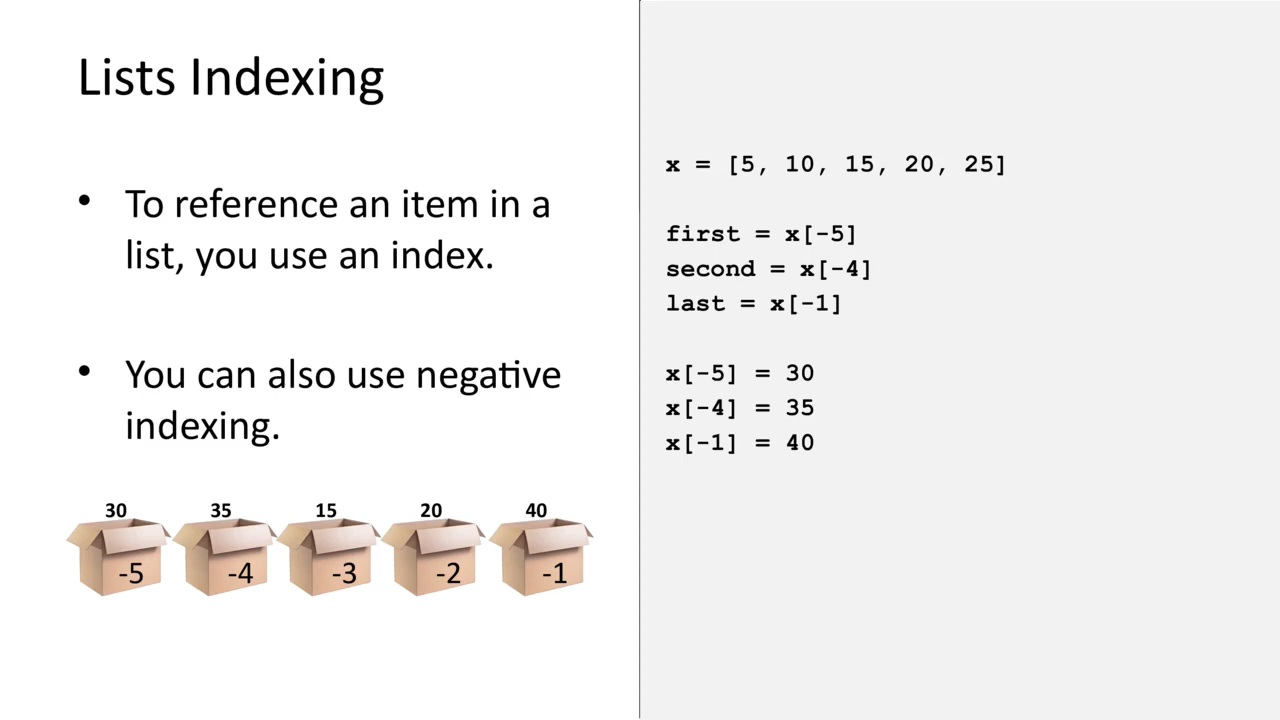 Lists Indexing
• To reference an item in a
list, you use an index.
• You can also use negative
indexing.
30 35 15 20 40
-5 -4 -3 -2 -1
x = [5, 10, 15, 20, 25]
first = x[-5]
second = x[-4]
last = x[-1]
x[-5] = 30
x[-4] = 35
x[-1] = 40